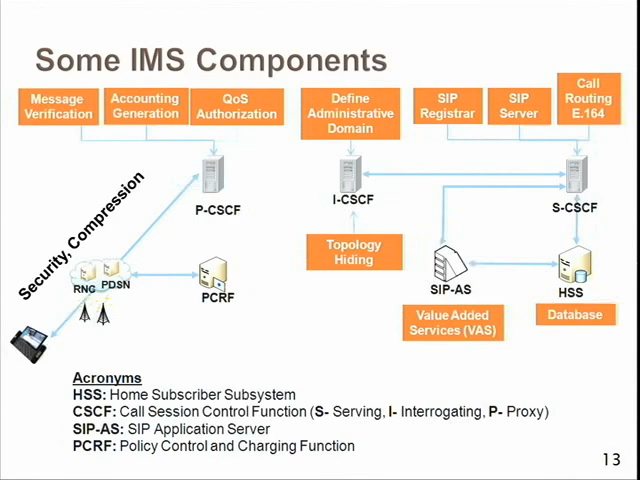 Some IMS Components
Message
Verification
Accounting
Generation
QoS
Authorization
Define
Administrative
Domain
SIP
Registrar
SIP
Server
Call
Routing
E.164
P-CSCF
I-CSCF
S-CSCF
Security, Compression
Topology
Hiding
RNC
PDSN
PCRF
SIP-AS
HSS
Value Added
Services (VAS)
Database
Acronyms
HSS: Home Subscriber Subsystem
CSCF: Call Session Control Function (S- Serving, I- Interrogating, P- Proxy)
SIP-AS: SIP Application Server
PCRF: Policy Control and Charging Function
13